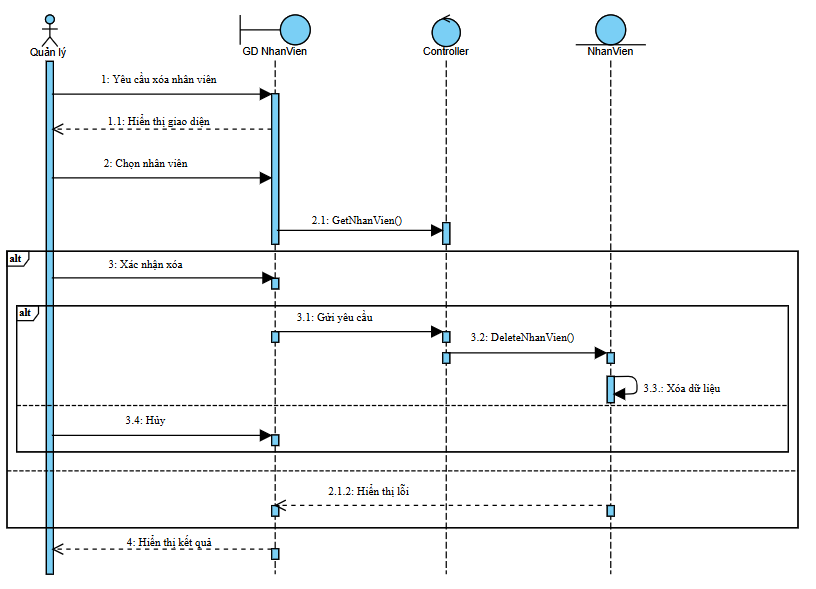 Quản lý
GD NhanVien
Controller
NhanVien
1: Yêu cầu xóa nhân viên
1.1: Hiển thị giao diện
2: Chọn nhân viên
2.1: GetNhanVien()
alt
3: Xác nhận xóa
alt
3.1: Gửi yêu cầu
3.2: DeleteNhanVien()
3.3.: Xóa dữ liệu
3.4: Hủy
2.1.2: Hiển thị lỗi
4: Hiển thị kết quả